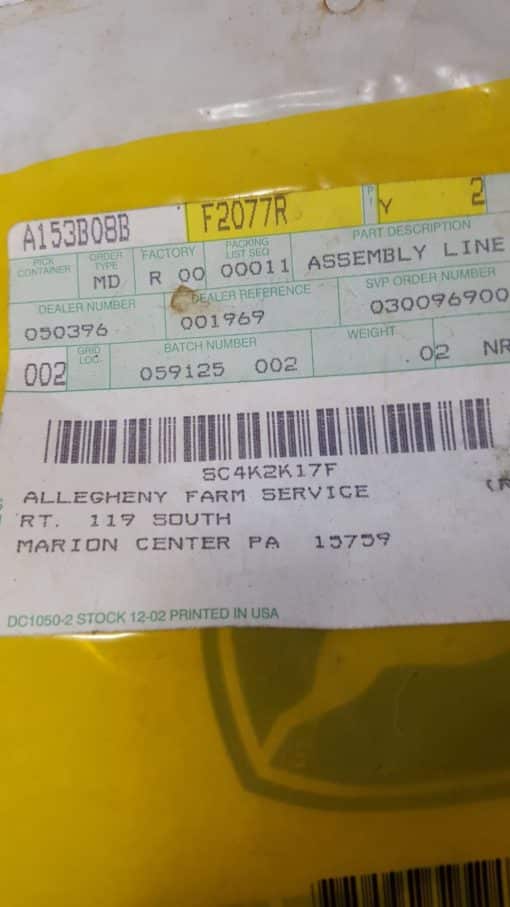 A153B08B F2077R P Y 2
PICK CONTAINER ORDER TYPE MD FACTORY R 00 PACKING LIST SEQ 00011 PART DESCRIPTION ASSEMBLY LINE
DEALER NUMBER 050396 DEALER REFERENCE 001969 SVP ORDER NUMBER 030096900
002 GRID LOC. BATCH NUMBER 059125 002 WEIGHT .02 NR
SC4K2K17F
ALLEGHENY FARM SERVICE
RT. 119 SOUTH
MARION CENTER PA 15759
DC1050-2 STOCK 12-02 PRINTED IN USA